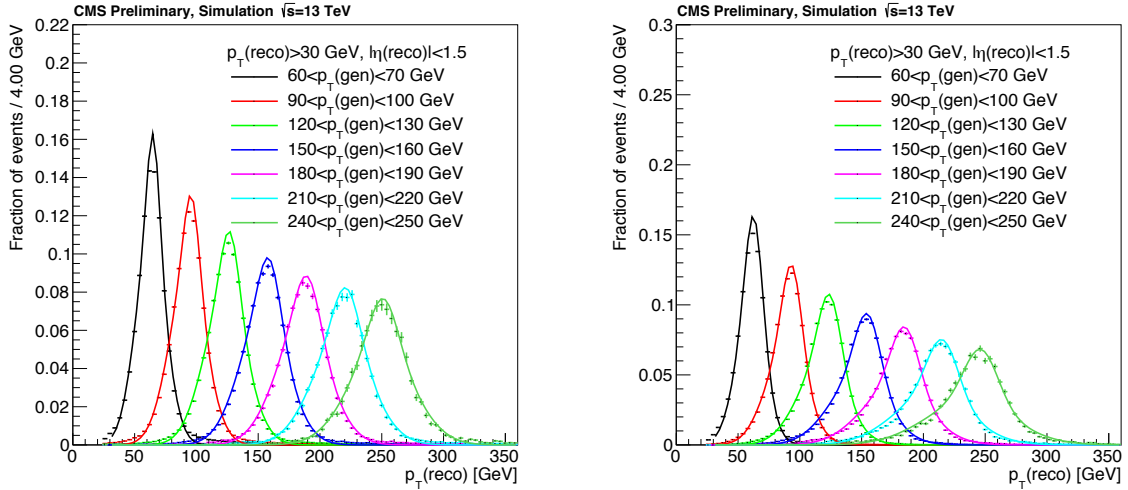 CMS Preliminary, Simulation √s=13 TeV
Fraction of events / 4.00 GeV
0.22
0.2
0.18
0.16
0.14
0.12
0.1
0.08
0.06
0.04
0.02
0
p_T(reco)>30 GeV, |η(reco)|<1.5
60<p_T(gen)<70 GeV
90<p_T(gen)<100 GeV
120<p_T(gen)<130 GeV
150<p_T(gen)<160 GeV
180<p_T(gen)<190 GeV
210<p_T(gen)<220 GeV
240<p_T(gen)<250 GeV
0 50 100 150 200 250 300 350
p_T(reco) [GeV]
CMS Preliminary, Simulation √s=13 TeV
Fraction of events / 4.00 GeV
0.3
0.25
0.2
0.15
0.1
0.05
0
p_T(reco)>30 GeV, |η(reco)|<1.5
60<p_T(gen)<70 GeV
90<p_T(gen)<100 GeV
120<p_T(gen)<130 GeV
150<p_T(gen)<160 GeV
180<p_T(gen)<190 GeV
210<p_T(gen)<220 GeV
240<p_T(gen)<250 GeV
0 50 100 150 200 250 300 350
p_T(reco) [GeV]